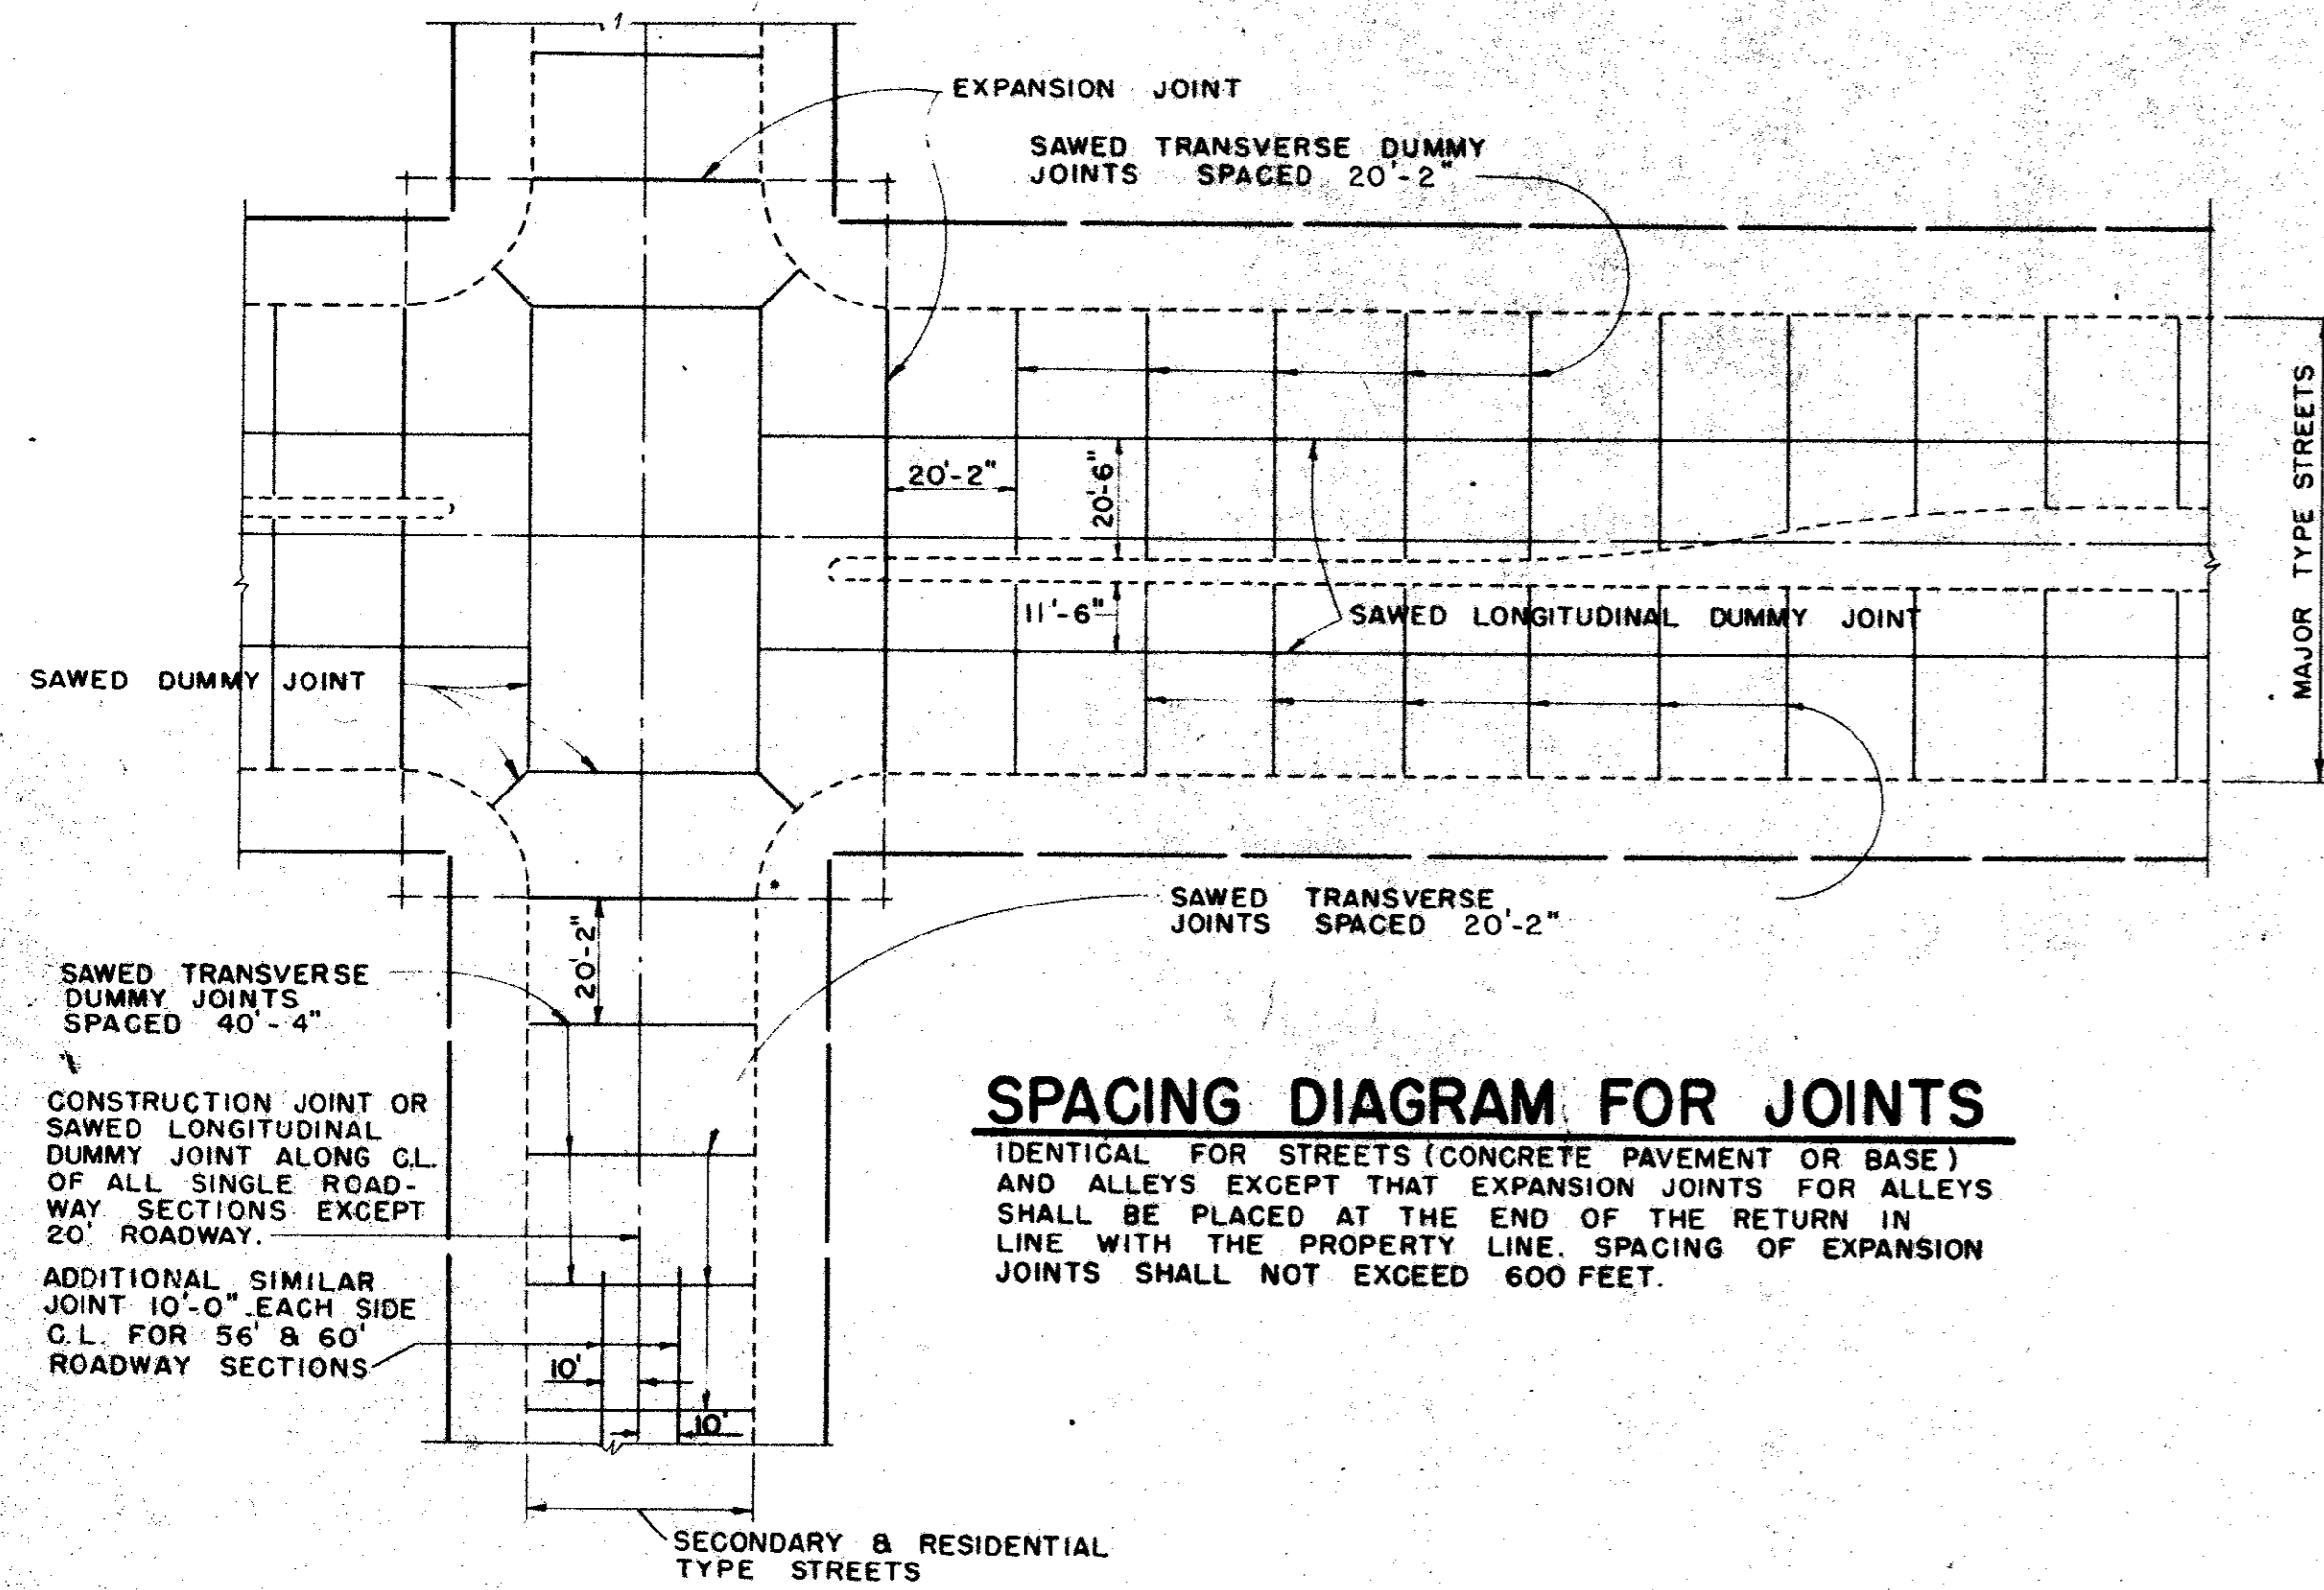 EXPANSION JOINT
SAWED TRANSVERSE DUMMY
JOINTS SPACED 20'-2"
20'-2"
20'-6"
MAJOR TYPE STREETS
11'-6"
SAWED LONGITUDINAL DUMMY JOINT
SAWED DUMMY JOINT
SAWED TRANSVERSE
JOINTS SPACED 20'-2"
20'-2"
SAWED TRANSVERSE
DUMMY JOINTS
SPACED 40'-4"
CONSTRUCTION JOINT OR
SAWED LONGITUDINAL
DUMMY JOINT ALONG C.L.
OF ALL SINGLE ROAD-
WAY SECTIONS EXCEPT
20' ROADWAY.
ADDITIONAL SIMILAR
JOINT 10'-0" EACH SIDE
C.L. FOR 56' & 60'
ROADWAY SECTIONS
10'
10'
SECONDARY & RESIDENTIAL
TYPE STREETS
SPACING DIAGRAM FOR JOINTS
IDENTICAL FOR STREETS (CONCRETE PAVEMENT OR BASE)
AND ALLEYS EXCEPT THAT EXPANSION JOINTS FOR ALLEYS
SHALL BE PLACED AT THE END OF THE RETURN IN
LINE WITH THE PROPERTY LINE. SPACING OF EXPANSION
JOINTS SHALL NOT EXCEED 600 FEET.